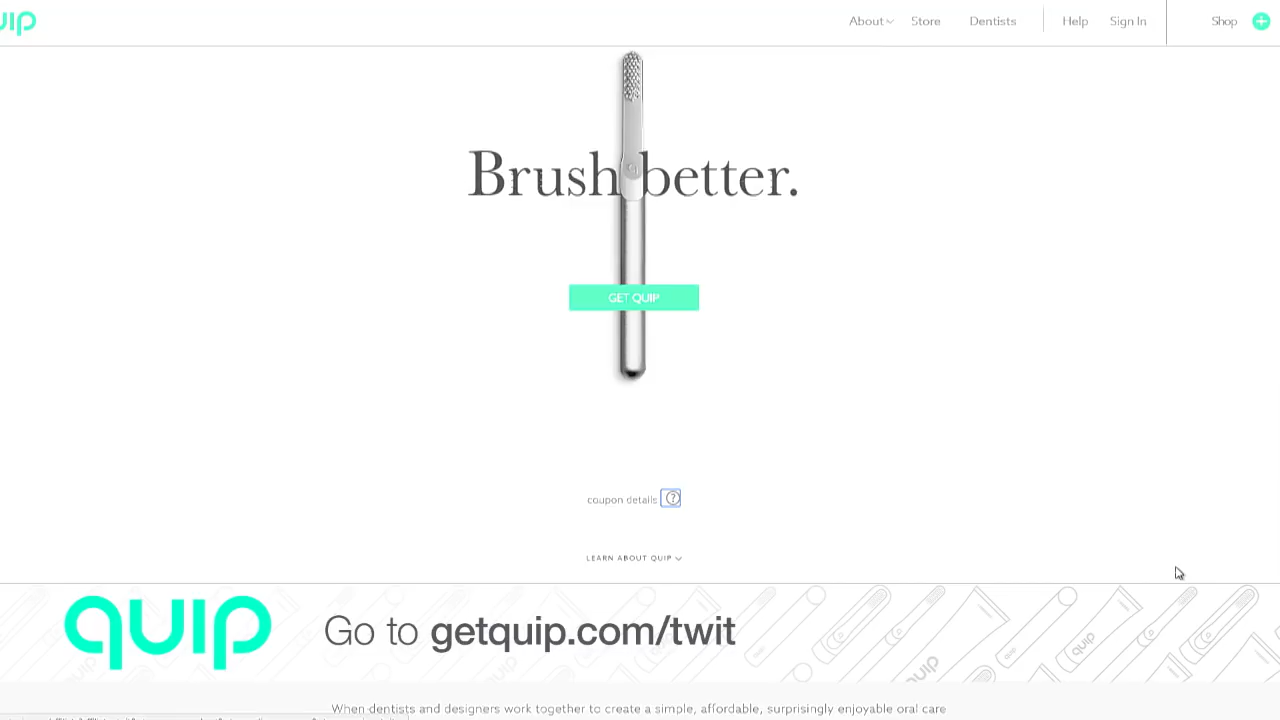 quip
About Store Dentists Help Sign In Shop
Brush better.
GET QUIP
coupon details ?
LEARN ABOUT QUIP
quip Go to getquip.com/twit
When dentists and designers work together to create a simple, affordable, surprisingly enjoyable oral care